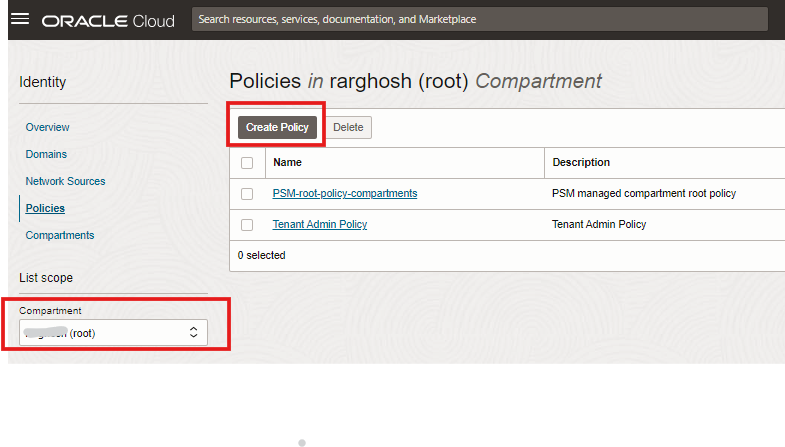 ORACLE Cloud
Search resources, services, documentation, and Marketplace
Identity
Overview
Domains
Network Sources
Policies
Compartments
List scope
Compartment
(root)
Policies in rarghosh (root) Compartment
Create Policy
Delete
Name Description
PSM-root-policy-compartments PSM managed compartment root policy
Tenant Admin Policy Tenant Admin Policy
0 selected